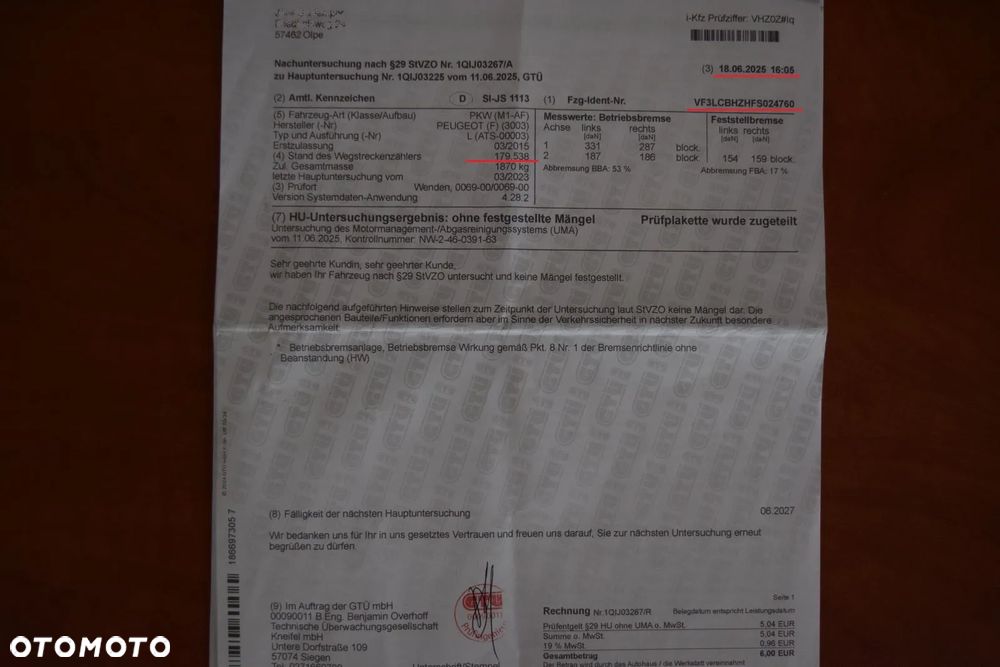 57462 Olpe
i-Kfz Prüfziffer: VHZ0Z#Iq
Nachuntersuchung nach §29 StVZO Nr. 1QIJ03267/A
zu Hauptuntersuchung Nr. 1QIJ03225 vom 11.06.2025, GTÜ
(3) 18.06.2025 16:05
(2) Amtl. Kennzeichen D SI-JS 1113 (1) Fzg-Ident-Nr. VF3LCBHZHFS024760
(5) Fahrzeug-Art (Klasse/Aufbau) PKW (M1-AF)
Hersteller (-Nr) PEUGEOT (F) (3003)
Typ und Ausführung (-Nr) L (ATS-00003)
Erstzulassung 03/2015
(4) Stand des Wegstreckenzählers 179.538
Zul. Gesamtmasse 1870 kg
letzte Hauptuntersuchung vom 03/2023
(3) Prüfort Wenden, 0069-00/0069-00
Version Systemdaten-Anwendung 4.28.2
Messwerte: Betriebsbremse Feststellbremse
Achse links rechts links rechts
[daN] [daN] [daN] [daN]
1 331 287 block.
2 187 186 block. 154 159 block.
Abbremsung BBA: 53 % Abbremsung FBA: 17 %
(7) HU-Untersuchungsergebnis: ohne festgestellte Mängel Prüfplakette wurde zugeteilt
Untersuchung des Motormanagement-/Abgasreinigungssystems (UMA)
vom 11.06.2025, Kontrollnummer: NW-2-46-0391-63
Sehr geehrte Kundin, sehr geehrter Kunde,
wir haben Ihr Fahrzeug nach §29 StVZO untersucht und keine Mängel festgestellt.
Die nachfolgend aufgeführten Hinweise stellen zum Zeitpunkt der Untersuchung laut StVZO keine Mängel dar. Die
angesprochenen Bauteile/Funktionen erfordern aber im Sinne der Verkehrssicherheit in nächster Zukunft besondere
Aufmerksamkeit:
* Betriebsbremsanlage, Betriebsbremse Wirkung gemäß Pkt. 8 Nr. 1 der Bremsenrichtlinie ohne
Beanstandung (HW)
(8) Fälligkeit der nächsten Hauptuntersuchung 06.2027
Wir bedanken uns für Ihr in uns gesetztes Vertrauen und freuen uns darauf, Sie zur nächsten Untersuchung erneut
begrüßen zu dürfen.
186697305 7
(9) Im Auftrag der GTÜ mbH
00090011 B Eng. Benjamin Overhoff
Technische Überwachungsgesellschaft
Kneifel mbH
Untere Dorfstraße 109
57074 Siegen
Unterschrift/Stempel
Seite 1
Rechnung Nr.1QIJ03267/R Belegdatum entspricht Leistungsdatum
Prüfentgelt §29 HU ohne UMA o. MwSt. 5,04 EUR
Summe o. MwSt. 5,04 EUR
19 % MwSt. 0,96 EUR
Gesamtbetrag 6,00 EUR
Der Betrag wird durch das Autohaus / die Werkstatt vereinnahmt
OTOMOTO